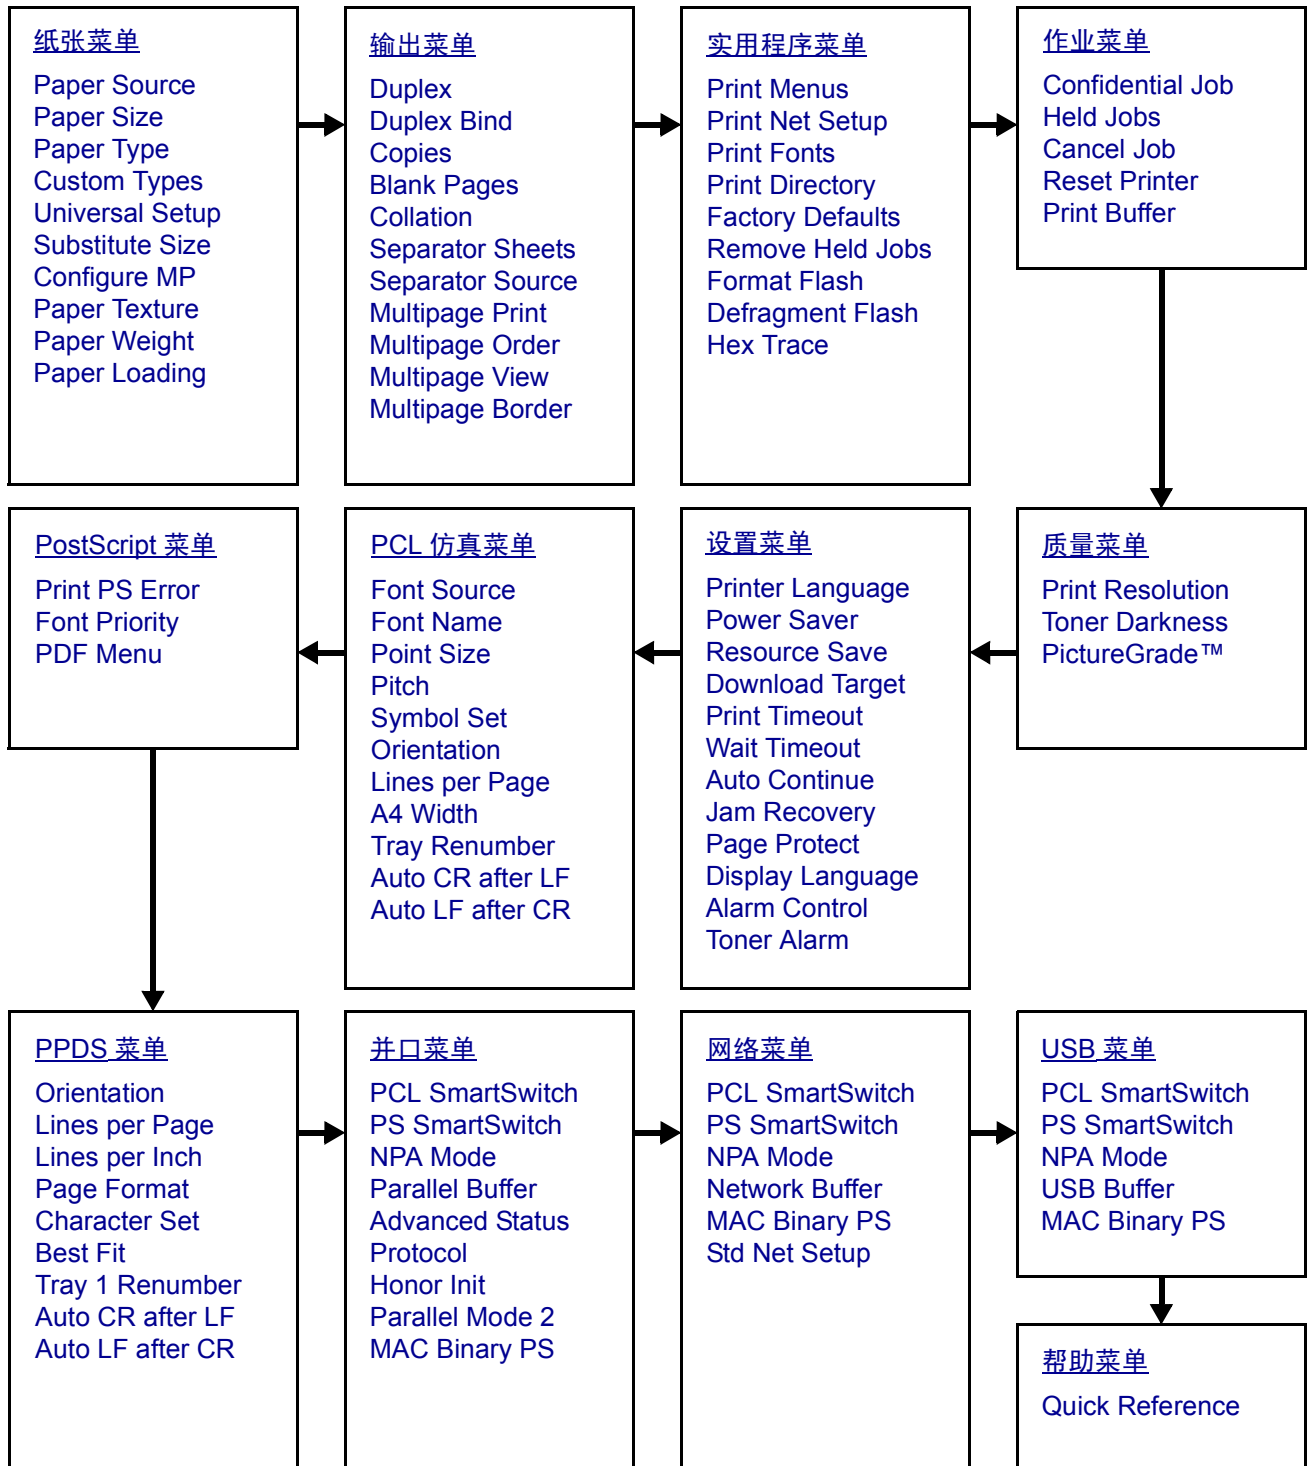 纸张菜单
Paper Source
Paper Size
Paper Type
Custom Types
Universal Setup
Substitute Size
Configure MP
Paper Texture
Paper Weight
Paper Loading
输出菜单
Duplex
Duplex Bind
Copies
Blank Pages
Collation
Separator Sheets
Separator Source
Multipage Print
Multipage Order
Multipage View
Multipage Border
实用程序菜单
Print Menus
Print Net Setup
Print Fonts
Print Directory
Factory Defaults
Remove Held Jobs
Format Flash
Defragment Flash
Hex Trace
作业菜单
Confidential Job
Held Jobs
Cancel Job
Reset Printer
Print Buffer
质量菜单
Print Resolution
Toner Darkness
PictureGrade™
设置菜单
Printer Language
Power Saver
Resource Save
Download Target
Print Timeout
Wait Timeout
Auto Continue
Jam Recovery
Page Protect
Display Language
Alarm Control
Toner Alarm
PCL 仿真菜单
Font Source
Font Name
Point Size
Pitch
Symbol Set
Orientation
Lines per Page
A4 Width
Tray Renumber
Auto CR after LF
Auto LF after CR
PostScript 菜单
Print PS Error
Font Priority
PDF Menu
PPDS 菜单
Orientation
Lines per Page
Lines per Inch
Page Format
Character Set
Best Fit
Tray 1 Renumber
Auto CR after LF
Auto LF after CR
并口菜单
PCL SmartSwitch
PS SmartSwitch
NPA Mode
Parallel Buffer
Advanced Status
Protocol
Honor Init
Parallel Mode 2
MAC Binary PS
网络菜单
PCL SmartSwitch
PS SmartSwitch
NPA Mode
Network Buffer
MAC Binary PS
Std Net Setup
USB 菜单
PCL SmartSwitch
PS SmartSwitch
NPA Mode
USB Buffer
MAC Binary PS
帮助菜单
Quick Reference